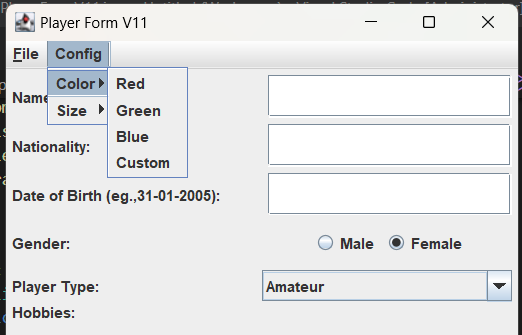 Player Form V11
File Config
Color Red
Size Green
Blue
Custom
Name
Nationality:
Date of Birth (eg.,31-01-2005):
Gender: Male Female
Player Type: Amateur
Hobbies: